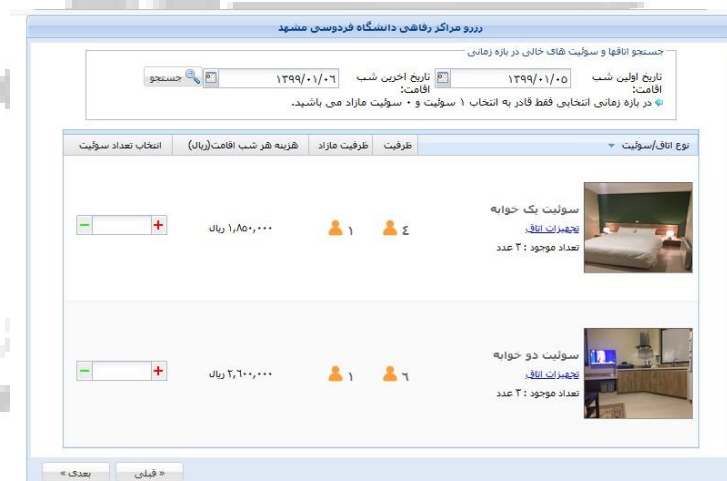 رزرو مراکز رفاهی دانشگاه فردوسی مشهد
جستجو اتاقها و سوئیت های خالی در بازه زمانی
تاریخ اولین شب اقامت: ۱۳۹۹/۰۱/۰۵ تاریخ اخرین شب اقامت: ۱۳۹۹/۰۱/۰۶ جستجو
در بازه زمانی انتخابی فقط قادر به انتخاب ۱ سوئیت و ۰ سوئیت مازاد می باشید.
نوع اتاق/سوئیت ظرفیت ظرفیت مازاد هزینه هر شب اقامت(ریال) انتخاب تعداد سوئیت
سوئیت یک خوابه
تجهیزات اتاق
تعداد موجود : ۳ عدد
٤ ۱ ۱,۸۵۰,۰۰۰ ریال + −
سوئیت دو خوابه
تجهیزات اتاق
تعداد موجود : ۳ عدد
٦ ۱ ۲,٦۰۰,۰۰۰ ریال + −
« قبلی بعدی »